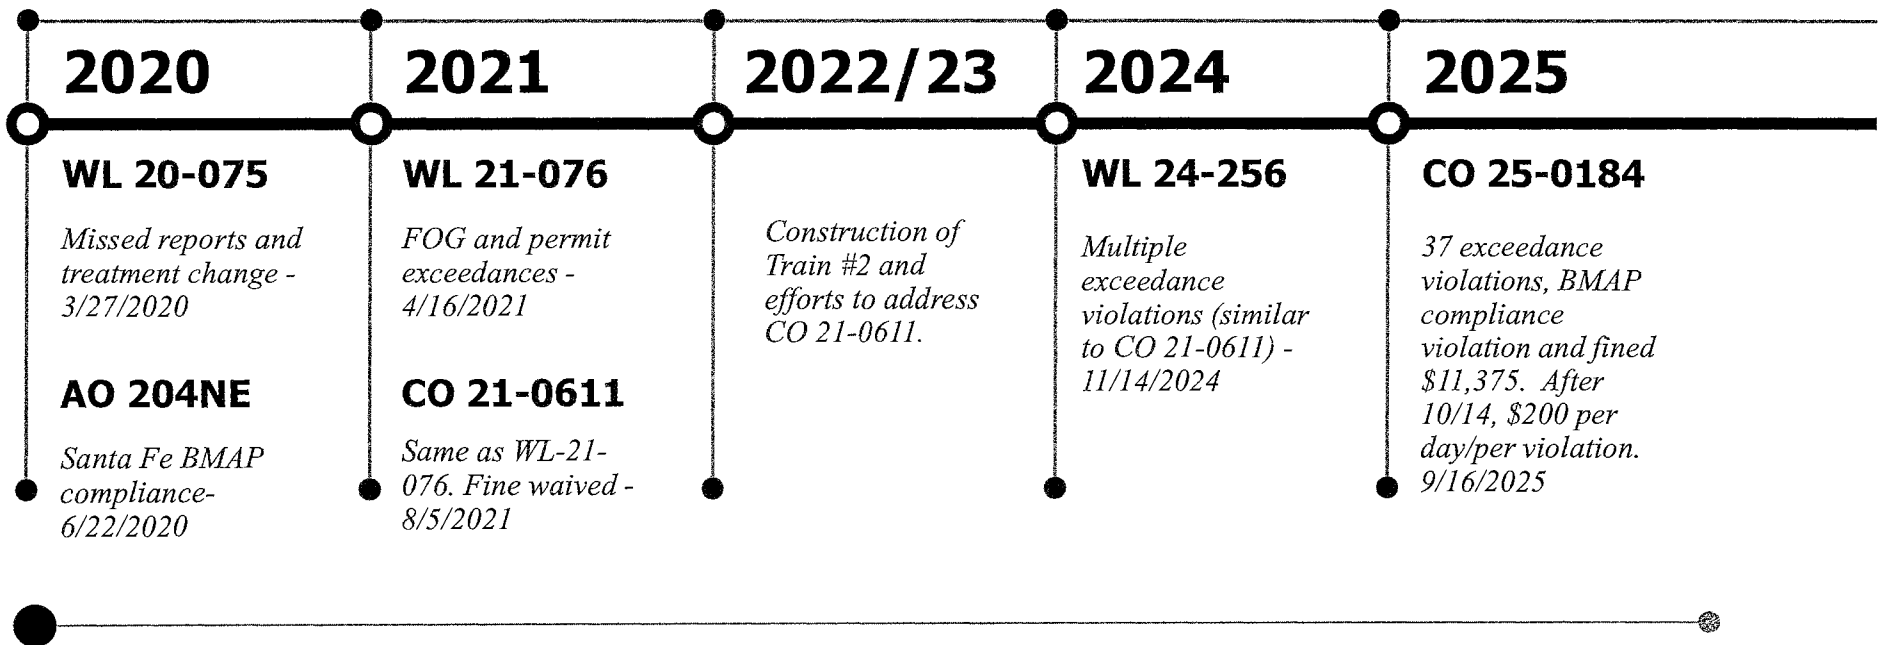 2020
WL 20-075
Missed reports and
treatment change -
3/27/2020
AO 204NE
Santa Fe BMAP
compliance-
6/22/2020
2021
WL 21-076
FOG and permit
exceedances -
4/16/2021
CO 21-0611
Same as WL-21-
076. Fine waived -
8/5/2021
2022/23
Construction of
Train #2 and
efforts to address
CO 21-0611.
2024
WL 24-256
Multiple
exceedance
violations (similar
to CO 21-0611) -
11/14/2024
2025
CO 25-0184
37 exceedance
violations, BMAP
compliance
violation and fined
$11,375. After
10/14, $200 per
day/per violation.
9/16/2025